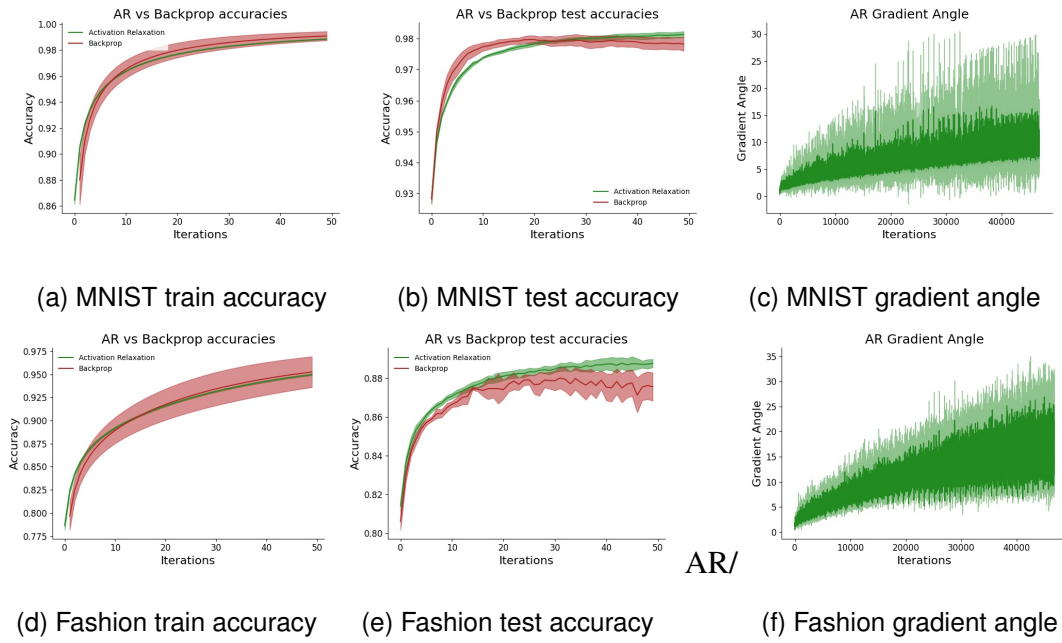 AR vs Backprop accuracies
Accuracy
1.00
0.98
0.96
0.94
0.92
0.90
0.88
0.86
Activation Relaxation
Backprop
0
10
20
30
40
50
Iterations
(a) MNIST train accuracy
AR vs Backprop test accuracies
Accuracy
0.98
0.97
0.96
0.95
0.94
0.93
Activation Relaxation
Backprop
0
10
20
30
40
50
Iterations
(b) MNIST test accuracy
AR Gradient Angle
Gradient Angle
30
25
20
15
10
5
0
0
10000
20000
30000
40000
Iterations
(c) MNIST gradient angle
AR vs Backprop accuracies
Accuracy
0.975
0.950
0.925
0.900
0.875
0.850
0.825
0.800
0.775
Activation Relaxation
Backprop
0
10
20
30
40
50
Iterations
(d) Fashion train accuracy
AR vs Backprop test accuracies
Accuracy
0.88
0.86
0.84
0.82
0.80
Activation Relaxation
Backprop
0
10
20
30
40
50
Iterations
(e) Fashion test accuracy
AR/
AR Gradient Angle
Gradient Angle
35
30
25
20
15
10
5
0
0
10000
20000
30000
40000
Iterations
(f) Fashion gradient angle